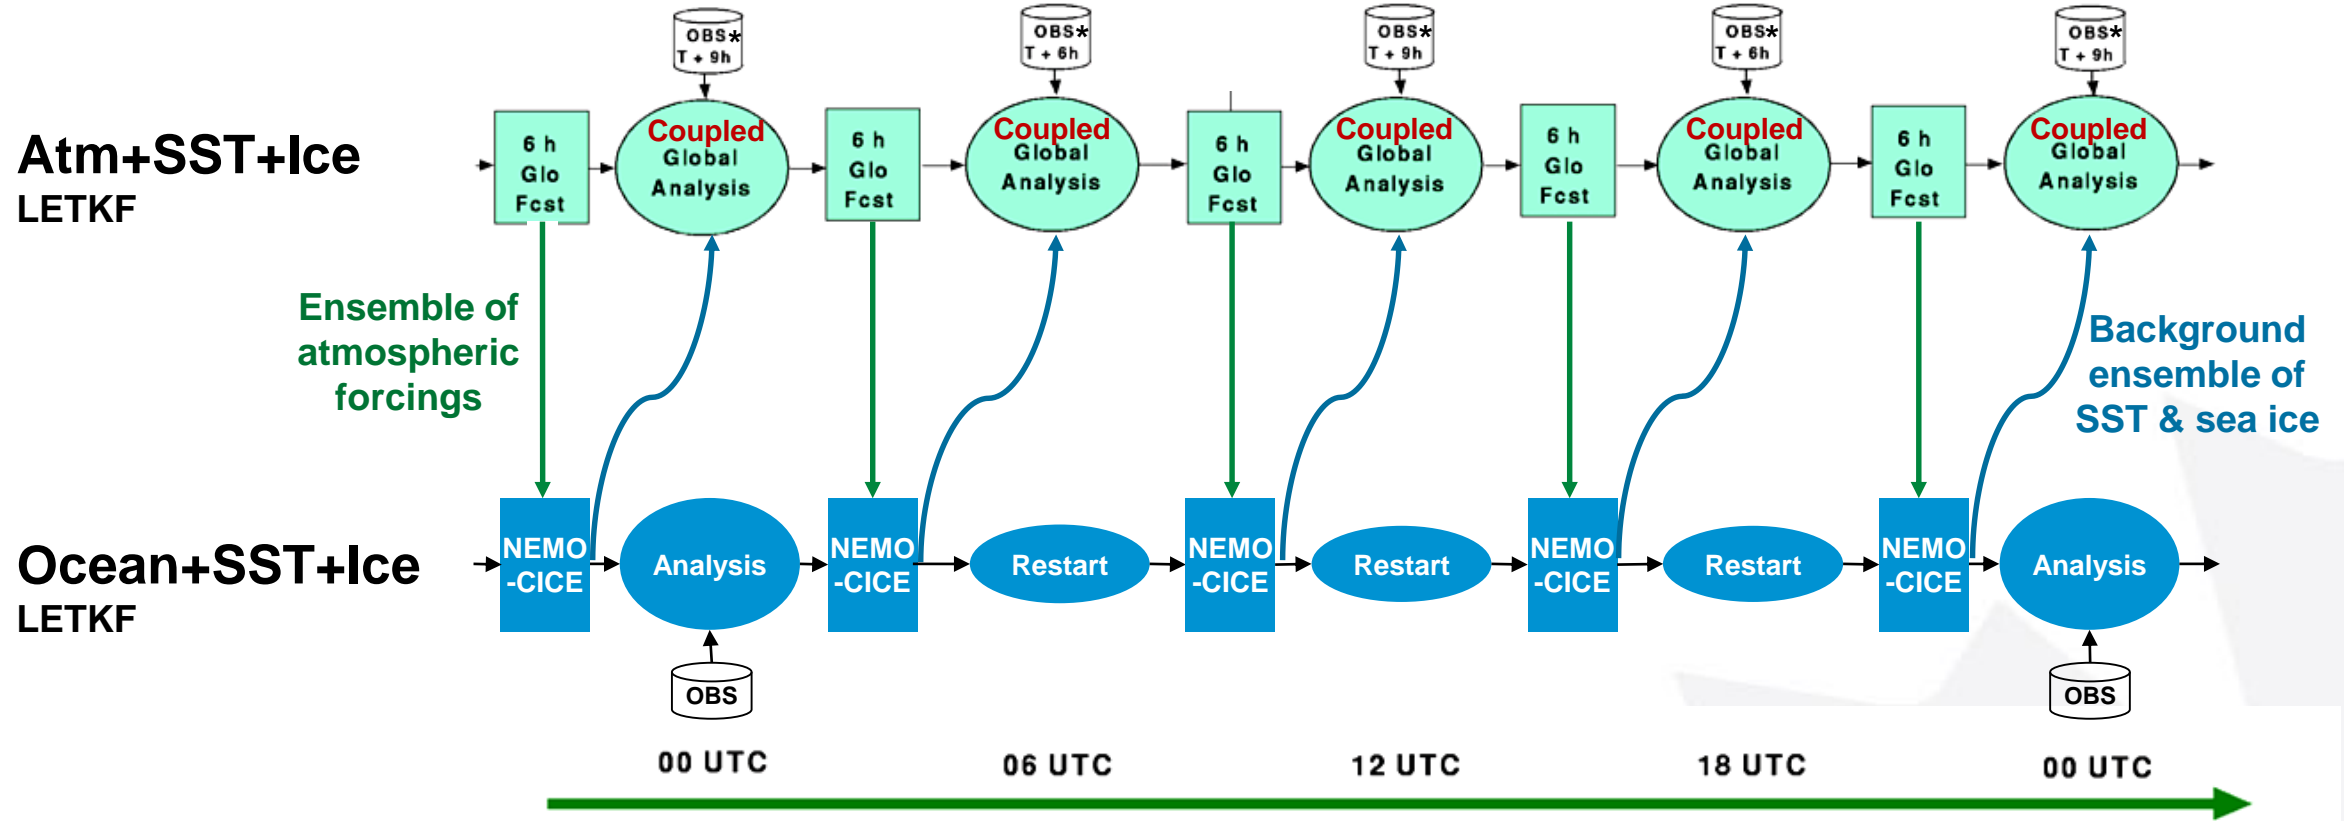 OBS*
T + 9h
OBS*
T + 6h
OBS*
T + 9h
OBS*
T + 6h
OBS*
T + 9h
Atm+SST+Ice
LETKF
6 h
Glo
Fcst
Coupled
Global
Analysis
6 h
Glo
Fcst
Coupled
Global
Analysis
6 h
Glo
Fcst
Coupled
Global
Analysis
6 h
Glo
Fcst
Coupled
Global
Analysis
6 h
Glo
Fcst
Coupled
Global
Analysis
Ensemble of
atmospheric
forcings
Background
ensemble of
SST & sea ice
Ocean+SST+Ice
LETKF
NEMO
-CICE
Analysis
NEMO
-CICE
Restart
NEMO
-CICE
Restart
NEMO
-CICE
Restart
NEMO
-CICE
Analysis
OBS
OBS
00 UTC
06 UTC
12 UTC
18 UTC
00 UTC